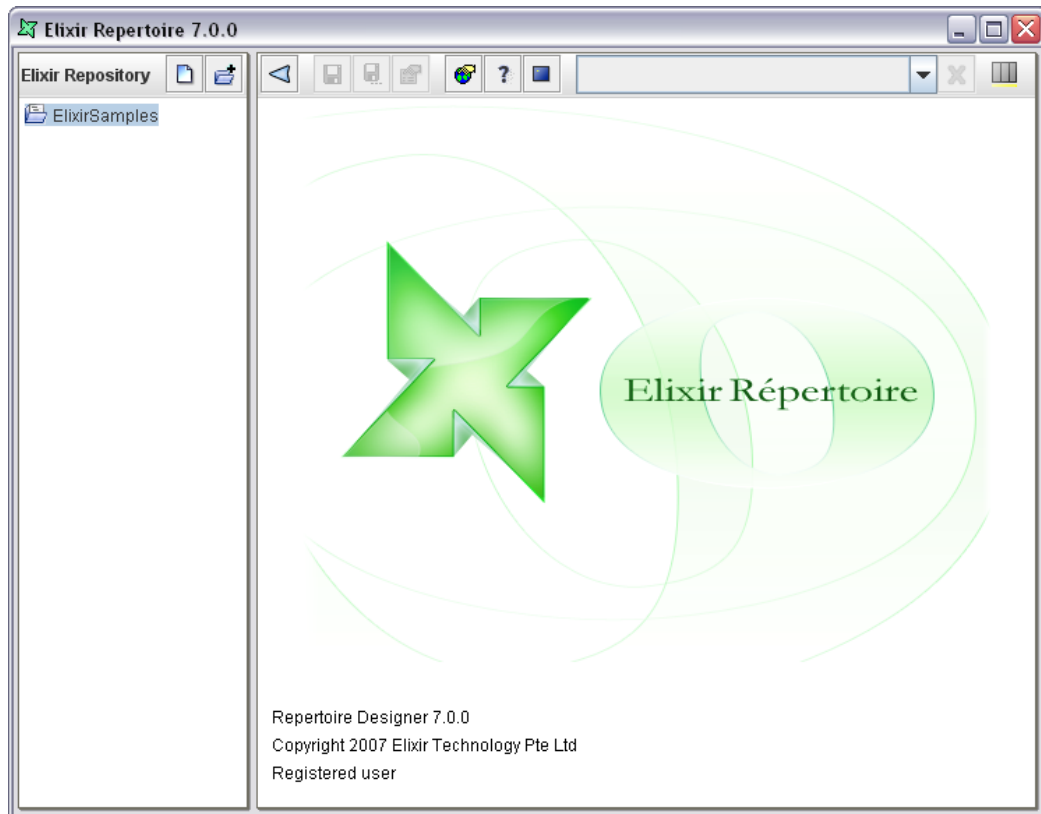 Elixir Repertoire 7.0.0
Elixir Repository
ElixirSamples
?
Elixir Répertoire
Repertoire Designer 7.0.0
Copyright 2007 Elixir Technology Pte Ltd
Registered user